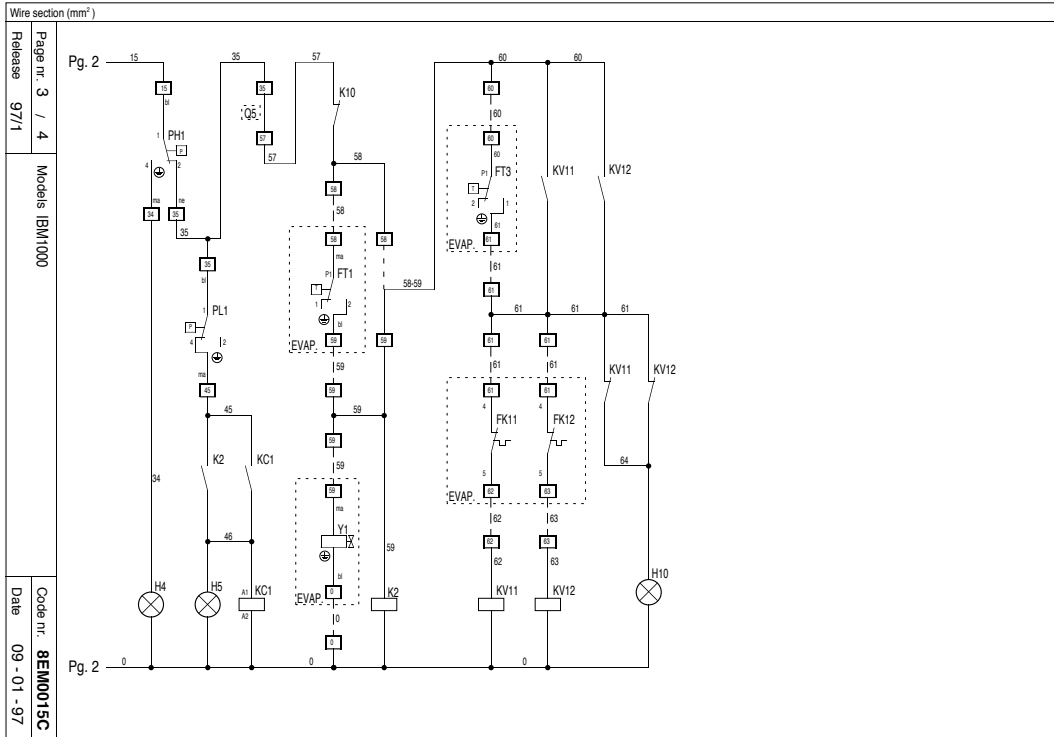 Wire section (mm²)
Page nr. 3 / 4
Release 97/1
Models IBM1000
Code nr. 8EM0015C
Date 09 - 01 - 97
Pg. 2 15 35 57 60 60
15 35 K10 60
bl Q5 60
1 PH1 57 60
P 57 58 60
4 2 P1 FT3 KV11 KV12
58 T
ma ne 58 2 1
34 35 61
35 58 58 61
EVAP.
35 ma 61
bl P1 FT1 58-59
T 61
1 PL1 1 2 61 61 61
P bl
4 2 EVAP. 59 59 61 61
ma 59 61 61 KV11 KV12
45 59 61 61
45 59 4 4
K2 KC1 59 FK11 FK12
34 59 5 5 64
59 EVAP. 62 63
EVAP.
ma 62 63
46 Y1 62 63
59 62 63
bl H10
H4 H5 A1 KC1 0 K2 KV11 KV12
A2 EVAP.
0
0
Pg. 2 0 0 0